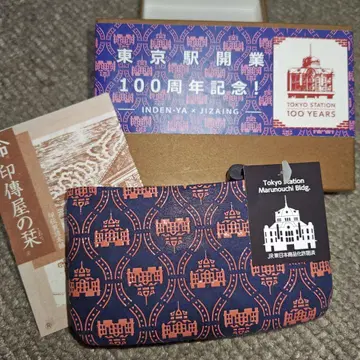 東京駅開業
100周年記念!
INDEN-YA × JIZAING
TOKYO STATION
100 YEARS
印傳屋の栞
Tokyo Station
Marunouchi Bldg.
JR東日本商品化許諾済